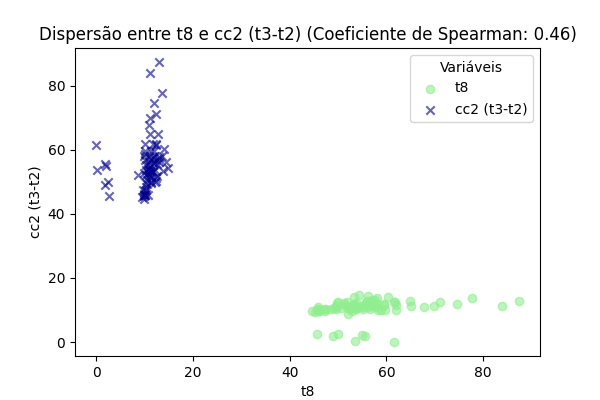 Dispersão entre t8 e cc2 (t3-t2) (Coeficiente de Spearman: 0.46)
Variáveis
t8
cc2 (t3-t2)
cc2 (t3-t2)
80
60
40
20
0
0
20
40
60
80
t8